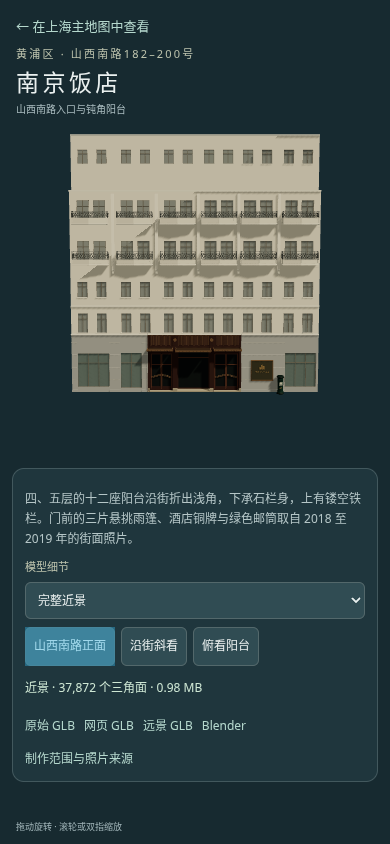 ← 在上海主地图中查看
黄浦区 · 山西南路182–200号
南京饭店
山西南路入口与钝角阳台
四、五层的十二座阳台沿街折出浅角，下承石栏身，上有镂空铁
栏。门前的三片悬挑雨篷、酒店铜牌与绿色邮筒取自 2018 至
2019 年的街面照片。
模型细节
完整近景
山西南路正面 沿街斜看 俯看阳台
近景 · 37,872 个三角面 · 0.98 MB
原始 GLB 网页 GLB 远景 GLB Blender
制作范围与照片来源
拖动旋转 · 滚轮或双指缩放